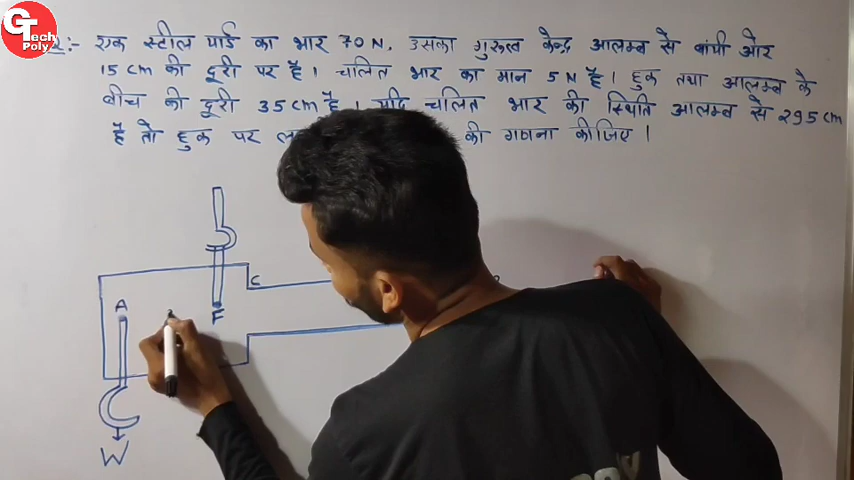 GTech
Poly
एक स्टील यार्ड का भार 70 N. उसका गुरुत्व केन्द्र आलम्ब से बांयी ओर
15 cm की दूरी पर है। चलित भार का मान 5 N है। हुक तथा आलम्ब के
बीच की दूरी 35 cm है। यदि चलित भार की स्थिति आलम्ब से 295 cm
है तो हुक पर की गणना कीजिए।
A
F
C
W